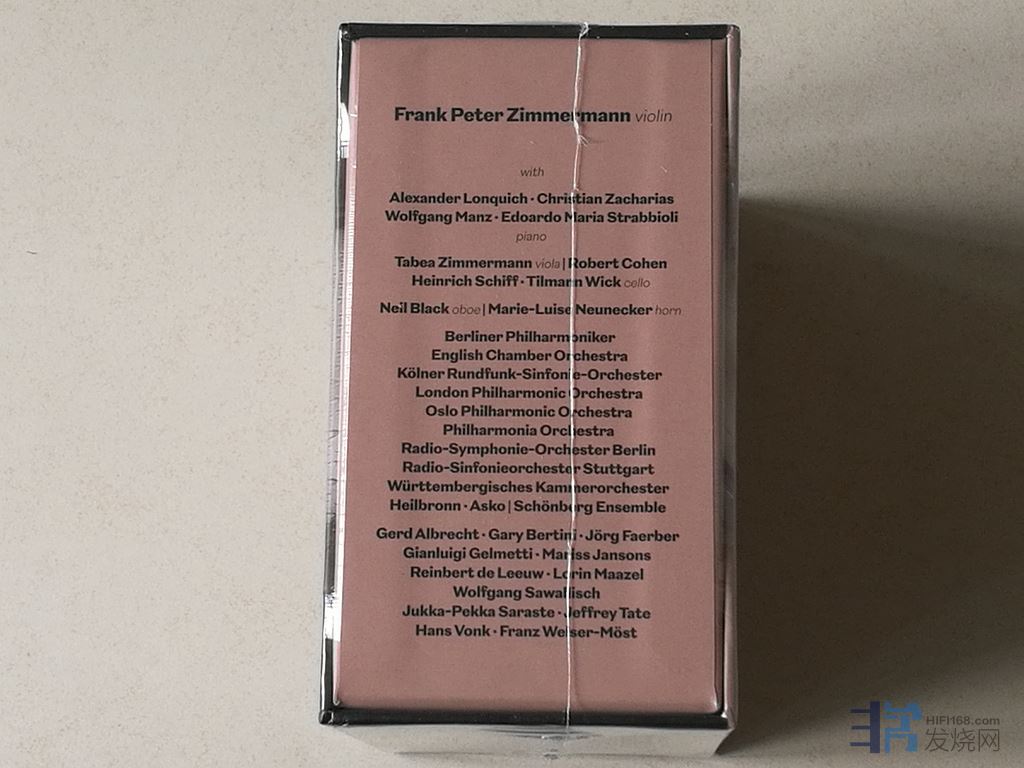 Frank Peter Zimmermann violin
with
Alexander Lonquich · Christian Zacharias
Wolfgang Manz · Edoardo Maria Strabbioli
piano
Tabea Zimmermann viola | Robert Cohen
Heinrich Schiff · Tilmann Wick cello
Neil Black oboe | Marie-Luise Neunecker horn
Berliner Philharmoniker
English Chamber Orchestra
Kölner Rundfunk-Sinfonie-Orchester
London Philharmonic Orchestra
Oslo Philharmonic Orchestra
Philharmonia Orchestra
Radio-Symphonie-Orchester Berlin
Radio-Sinfonieorchester Stuttgart
Württembergisches Kammerorchester
Heilbronn · Asko | Schönberg Ensemble
Gerd Albrecht · Gary Bertini · Jörg Faerber
Gianluigi Gelmetti · Mariss Jansons
Reinbert de Leeuw · Lorin Maazel
Wolfgang Sawallisch
Jukka-Pekka Saraste · Jeffrey Tate
Hans Vonk · Franz Welser-Möst
HIFI168.com
发烧网